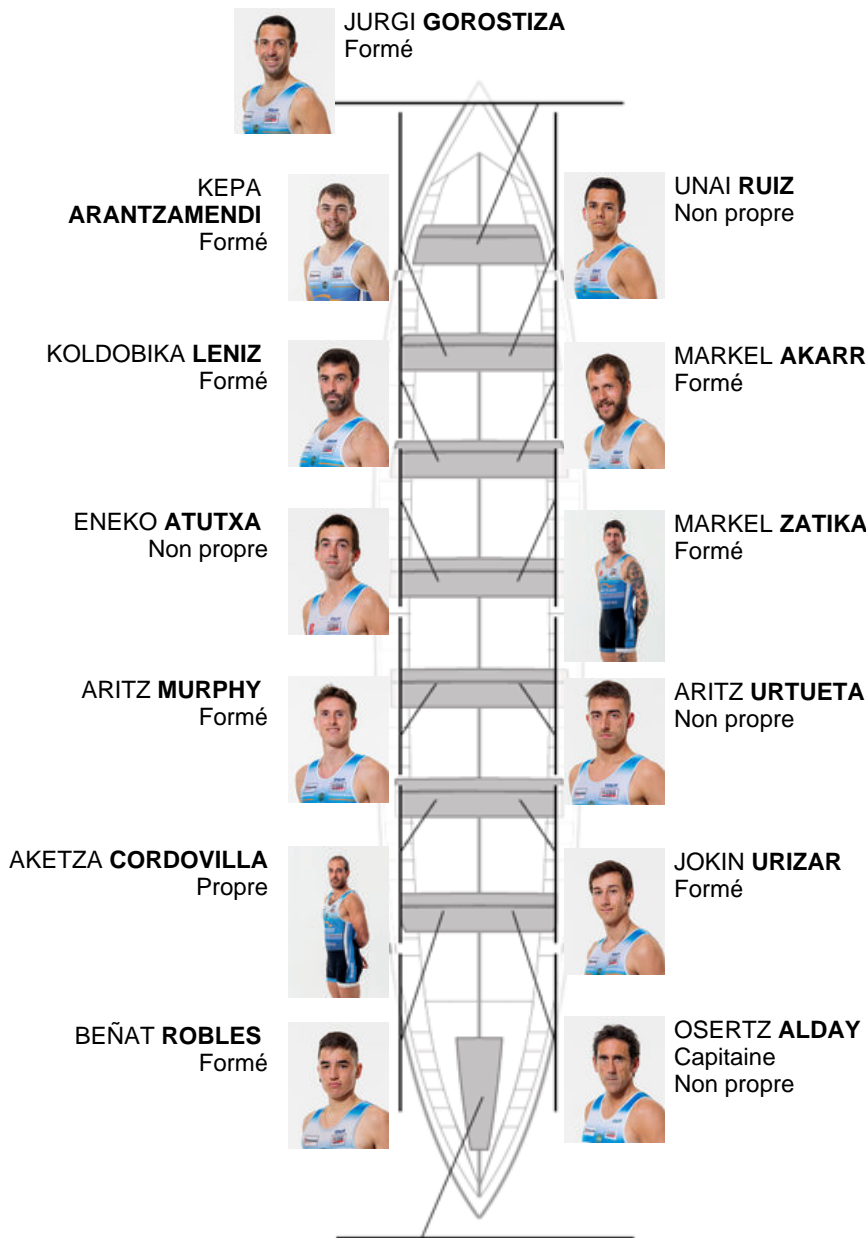 JURGI GOROSTIZA
Formé
KEPA
ARANTZAMENDI
Formé
UNAI RUIZ
Non propre
KOLDOBIKA LENIZ
Formé
MARKEL AKARR
Formé
ENEKO ATUTXA
Non propre
MARKEL ZATIKA
Formé
ARITZ MURPHY
Formé
ARITZ URTUETA
Non propre
AKETZA CORDOVILLA
Propre
JOKIN URIZAR
Formé
BEÑAT ROBLES
Formé
OSERTZ ALDAY
Capitaine
Non propre